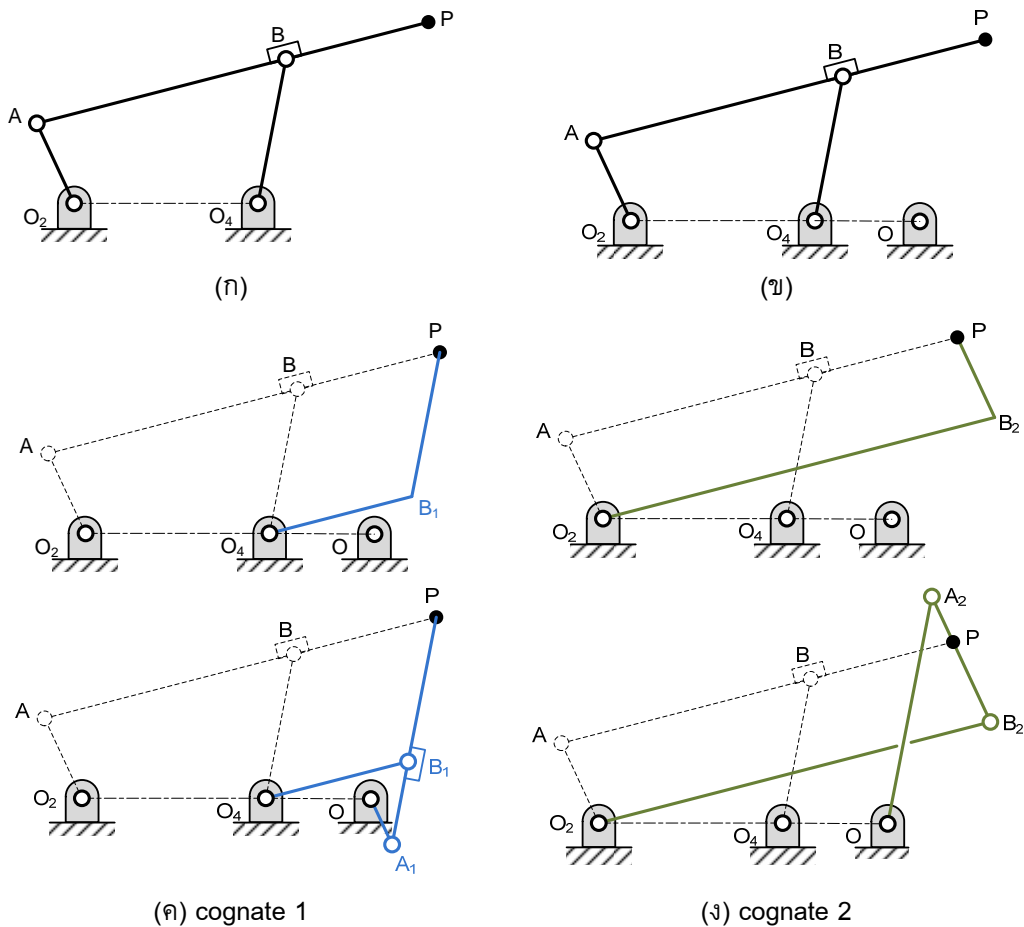 P
B
A
O₂
O₄
(ก)
P
B
A
O₂
O₄
O
(ข)
P
B
A
B₁
O₂
O₄
O
P
B
A
B₂
O₂
O₄
O
P
B
A
B₁
O₂
O₄
O
A₁
(ค) cognate 1
A₂
P
B
A
B₂
O₂
O₄
O
(ง) cognate 2